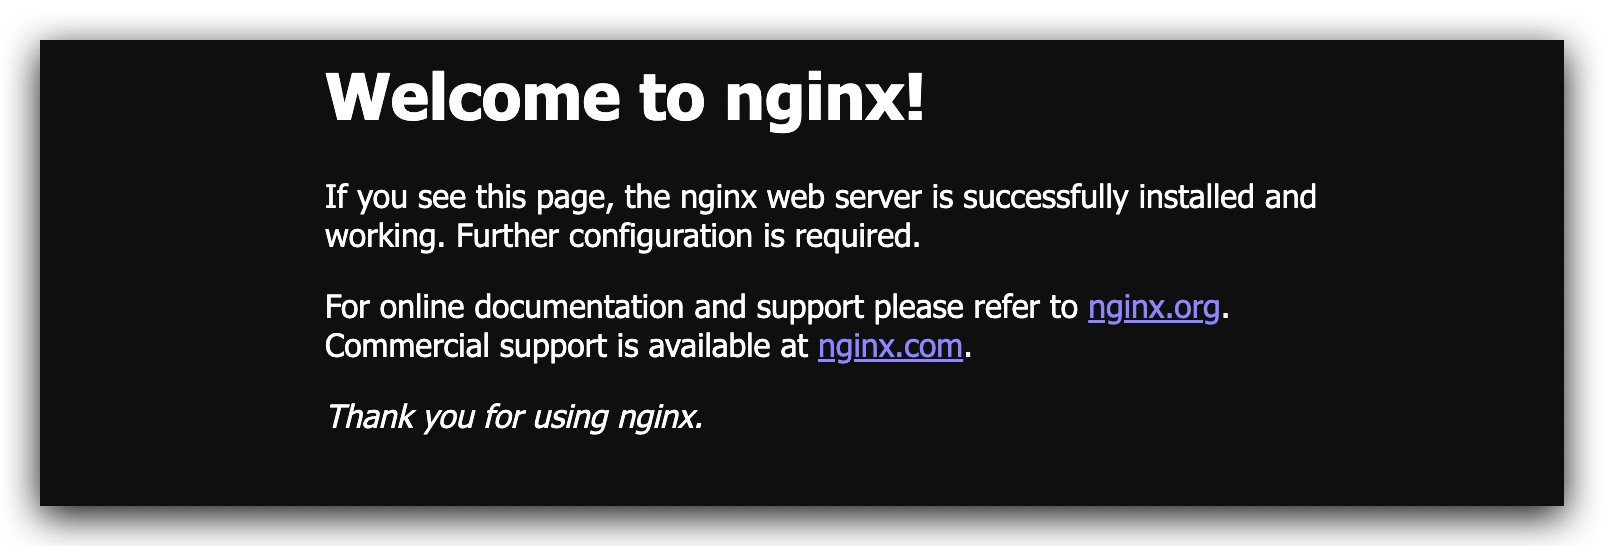 Welcome to nginx!
If you see this page, the nginx web server is successfully installed and
working. Further configuration is required.
For online documentation and support please refer to nginx.org.
Commercial support is available at nginx.com.
Thank you for using nginx.